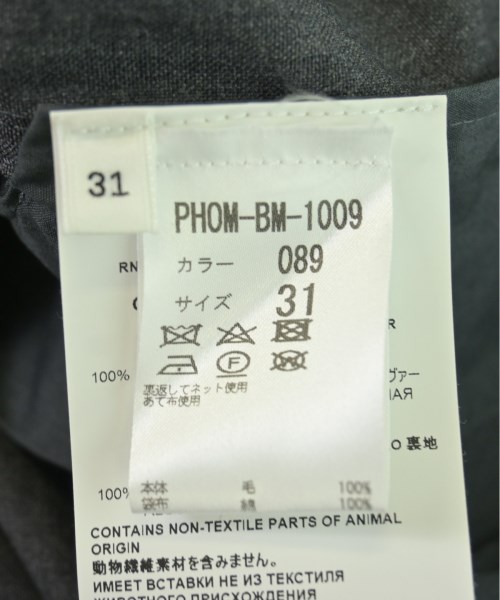 31
PHOM-BM-1009
カラー 089
RN
サイズ 31
R
F W
100%
裏返してネット使用
あて布使用
ヴァー
НАЯ
O 裏地
本体 毛 100%
100%
袋布 綿 100%
CONTAINS NON-TEXTILE PARTS OF ANIMAL
ORIGIN
動物繊維素材を含みません。
ИМЕЕТ ВСТАВКИ НЕ ИЗ ТЕКСТИЛЯ
ЖИВОТНОГО ПРОИСХОЖДЕНИЯ